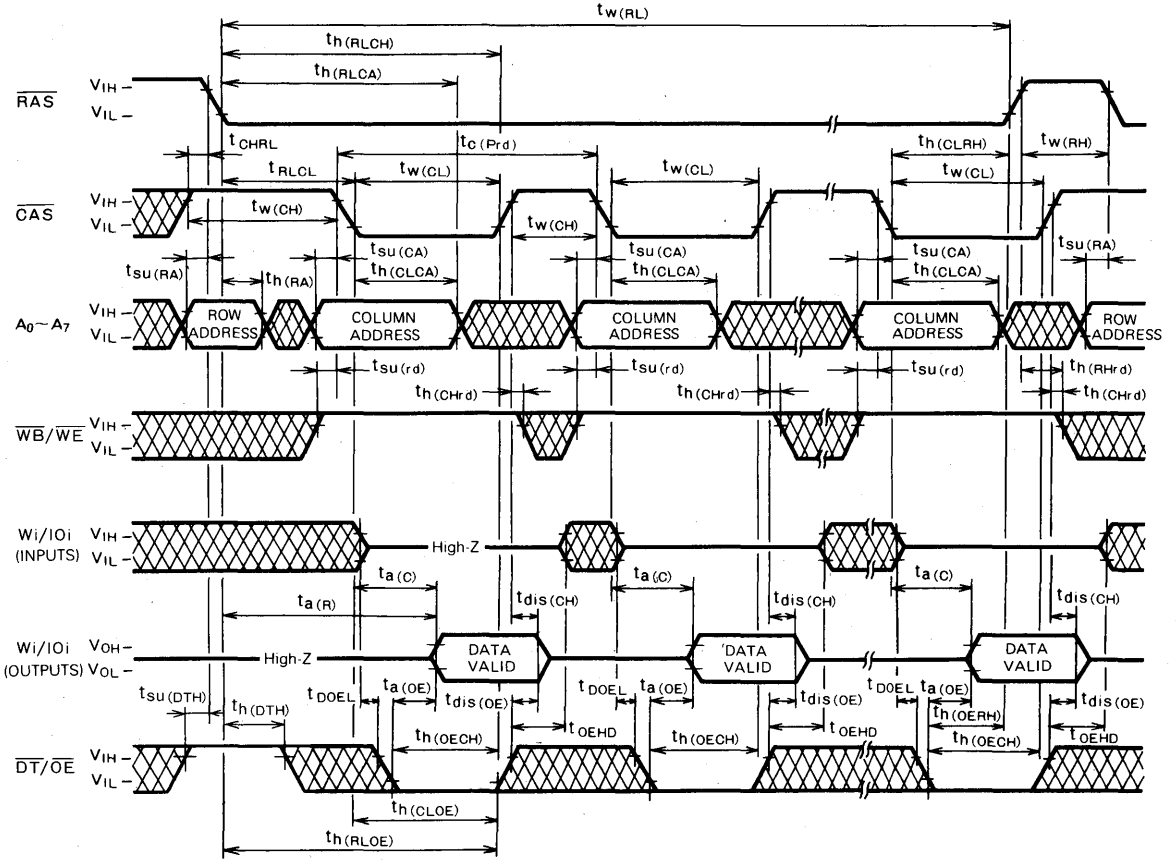 tw(RL)
th(RLCH)
th(RLCA)
RAS VIH VIL
tCHRL
tc(Prd)
th(CLRH)
tw(RH)
tRLCL
tw(CL)
tw(CL)
tw(CL)
CAS VIH VIL
tw(CH)
tw(CH)
tsu(CA)
tsu(CA)
tsu(CA)
tsu(RA)
tsu(RA)
th(RA)
th(CLCA)
th(CLCA)
th(CLCA)
A0~A7 VIH VIL
ROW ADDRESS
COLUMN ADDRESS
COLUMN ADDRESS
COLUMN ADDRESS
ROW ADDRESS
tsu(rd)
tsu(rd)
tsu(rd)
th(RHrd)
th(CHrd)
th(CHrd)
th(CHrd)
WB/WE VIH VIL
Wi/IOi (INPUTS) VIH VIL
High-Z
ta(C)
ta(C)
ta(C)
ta(R)
tdis(CH)
tdis(CH)
tdis(CH)
Wi/IOi (OUTPUTS) VOH VOL
High-Z
DATA VALID
DATA VALID
DATA VALID
tsu(DTH)
th(DTH)
tDOEL
ta(OE)
tdis(OE)
tDOEL
ta(OE)
tdis(OE)
tDOEL
ta(OE)
tdis(OE)
th(OERH)
tOEHD
tOEHD
tOEHD
th(OECH)
th(OECH)
th(OECH)
DT/OE VIH VIL
th(CLOE)
th(RLOE)